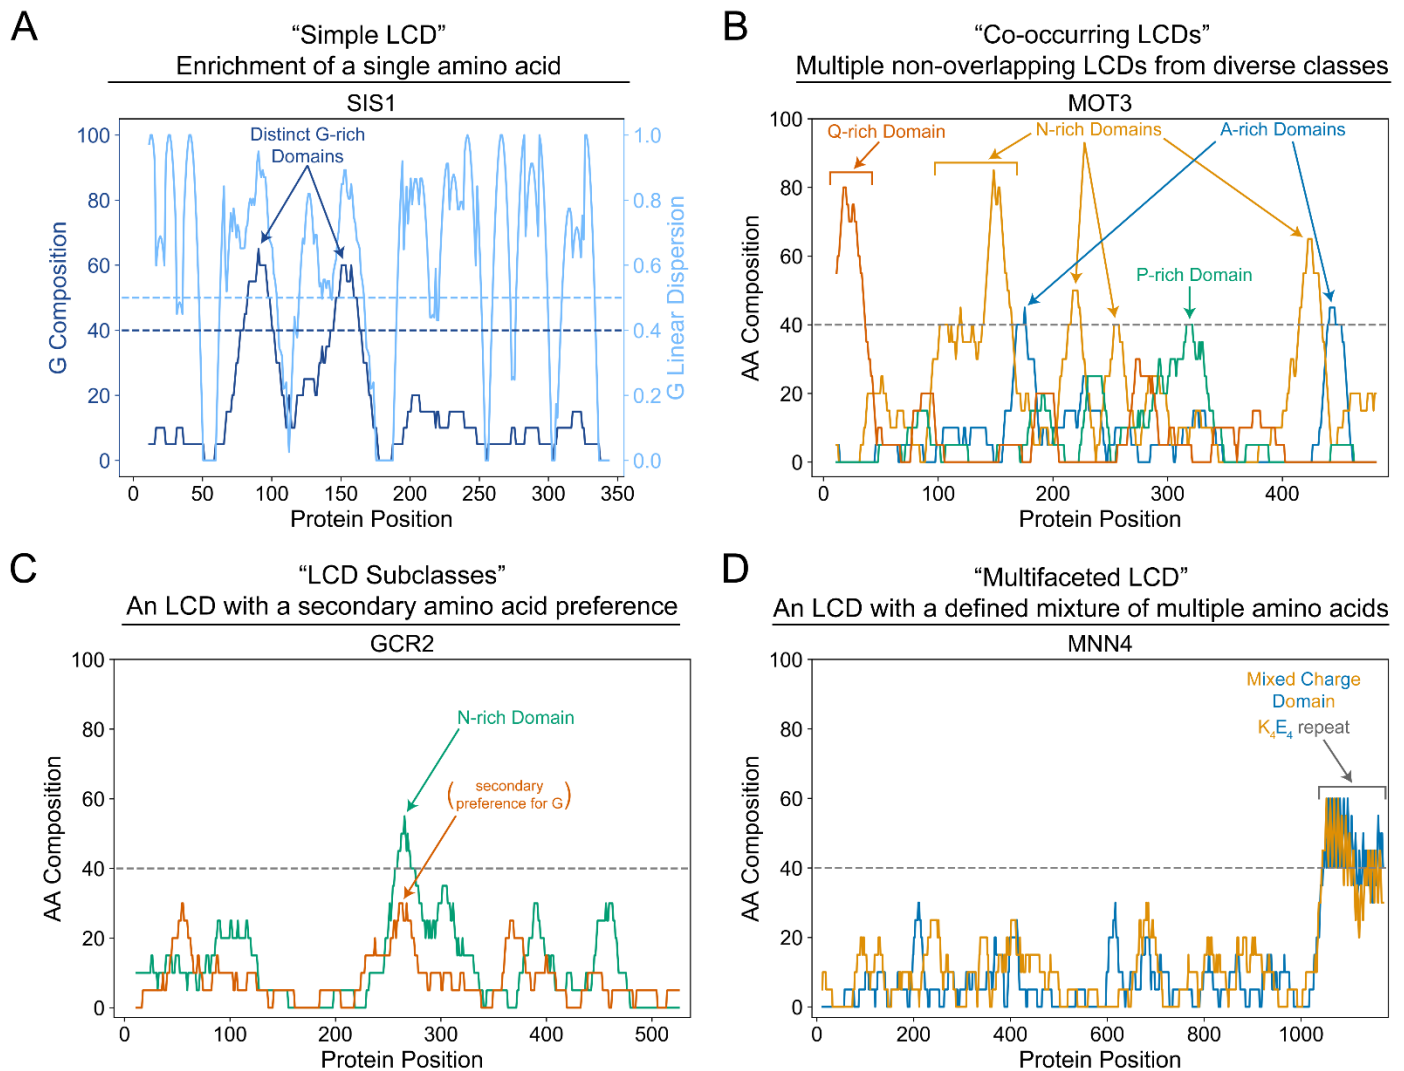 A
“Simple LCD”
Enrichment of a single amino acid
SIS1
Distinct G-rich
Domains
G Composition
G Linear Dispersion
100
80
60
40
20
0
1.0
0.8
0.6
0.4
0.2
0.0
0 50 100 150 200 250 300 350
Protein Position
B
“Co-occurring LCDs”
Multiple non-overlapping LCDs from diverse classes
MOT3
Q-rich Domain
N-rich Domains
A-rich Domains
P-rich Domain
AA Composition
100
80
60
40
20
0
0 100 200 300 400
Protein Position
C
“LCD Subclasses”
An LCD with a secondary amino acid preference
GCR2
N-rich Domain
(secondary
preference for G)
AA Composition
100
80
60
40
20
0
0 100 200 300 400 500
Protein Position
D
“Multifaceted LCD”
An LCD with a defined mixture of multiple amino acids
MNN4
Mixed Charge
Domain
K₄E₄ repeat
AA Composition
100
80
60
40
20
0
0 200 400 600 800 1000
Protein Position